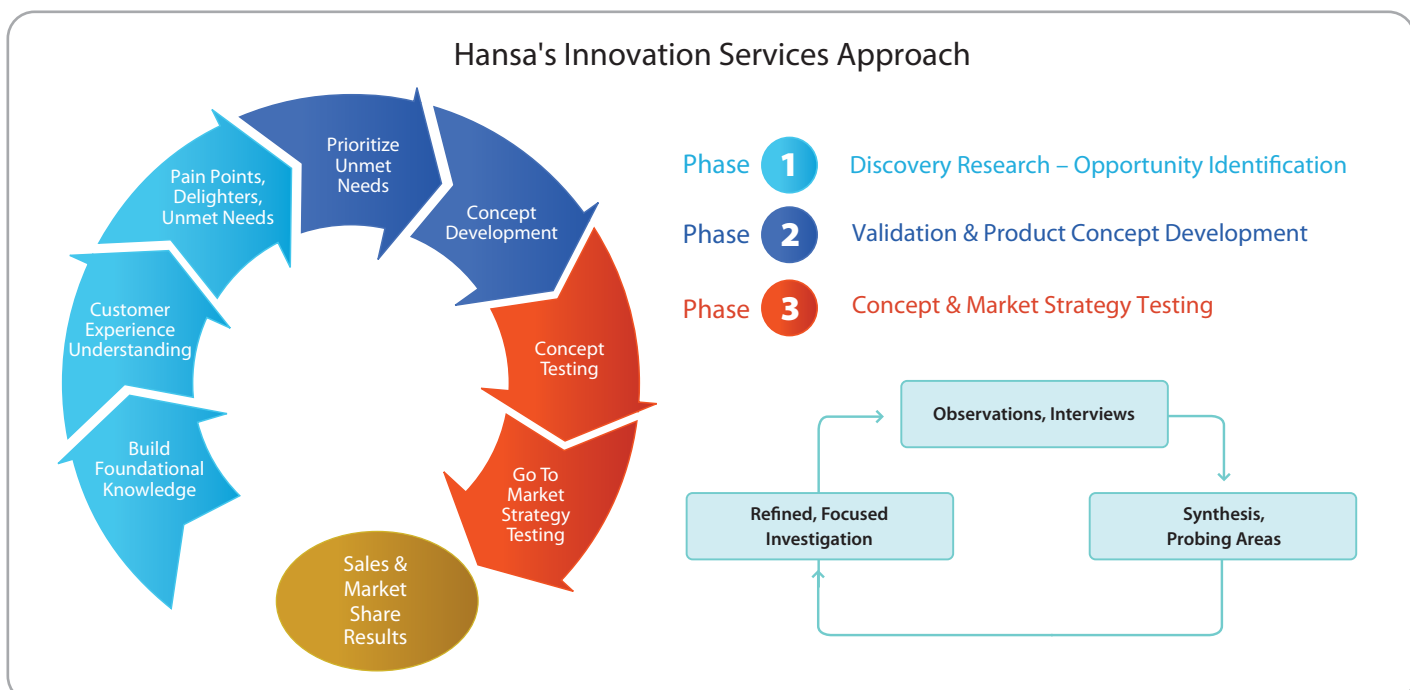 Hansa's Innovation Services Approach
Build
Foundational
Knowledge
Customer
Experience
Understanding
Pain Points,
Delighters,
Unmet Needs
Prioritize
Unmet
Needs
Concept
Development
Concept
Testing
Go To
Market
Strategy
Testing
Sales &
Market
Share
Results
Phase 1 Discovery Research – Opportunity Identification
Phase 2 Validation & Product Concept Development
Phase 3 Concept & Market Strategy Testing
Observations, Interviews
Synthesis,
Probing Areas
Refined, Focused
Investigation